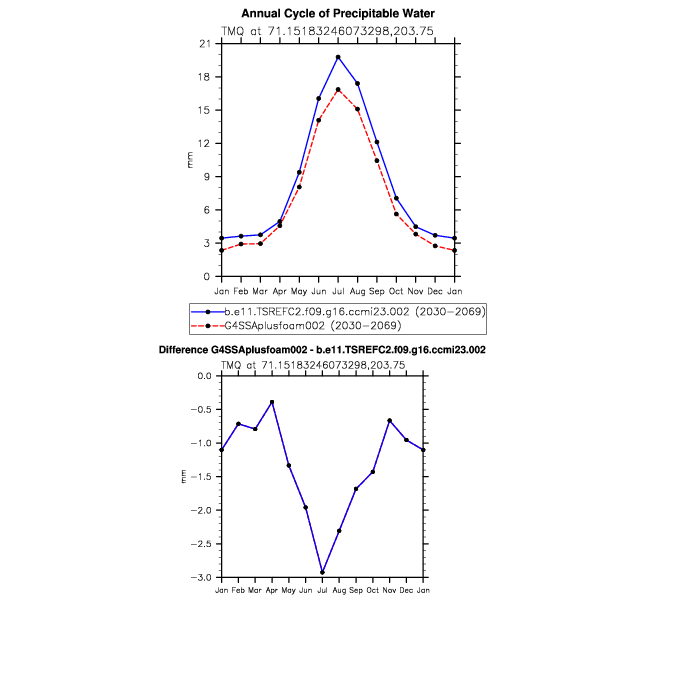 Annual Cycle of Precipitable Water
TMQ at 71.15183246073298,203.75
21
18
15
12
9
6
3
0
mm
Jan Feb Mar Apr May Jun Jul Aug Sep Oct Nov Dec Jan
b.e11.TSREFC2.f09.g16.ccmi23.002 (2030-2069)
G4SSAplusfoam002 (2030-2069)
Difference G4SSAplusfoam002 - b.e11.TSREFC2.f09.g16.ccmi23.002
TMQ at 71.15183246073298,203.75
0.0
-0.5
-1.0
-1.5
-2.0
-2.5
-3.0
mm
Jan Feb Mar Apr May Jun Jul Aug Sep Oct Nov Dec Jan